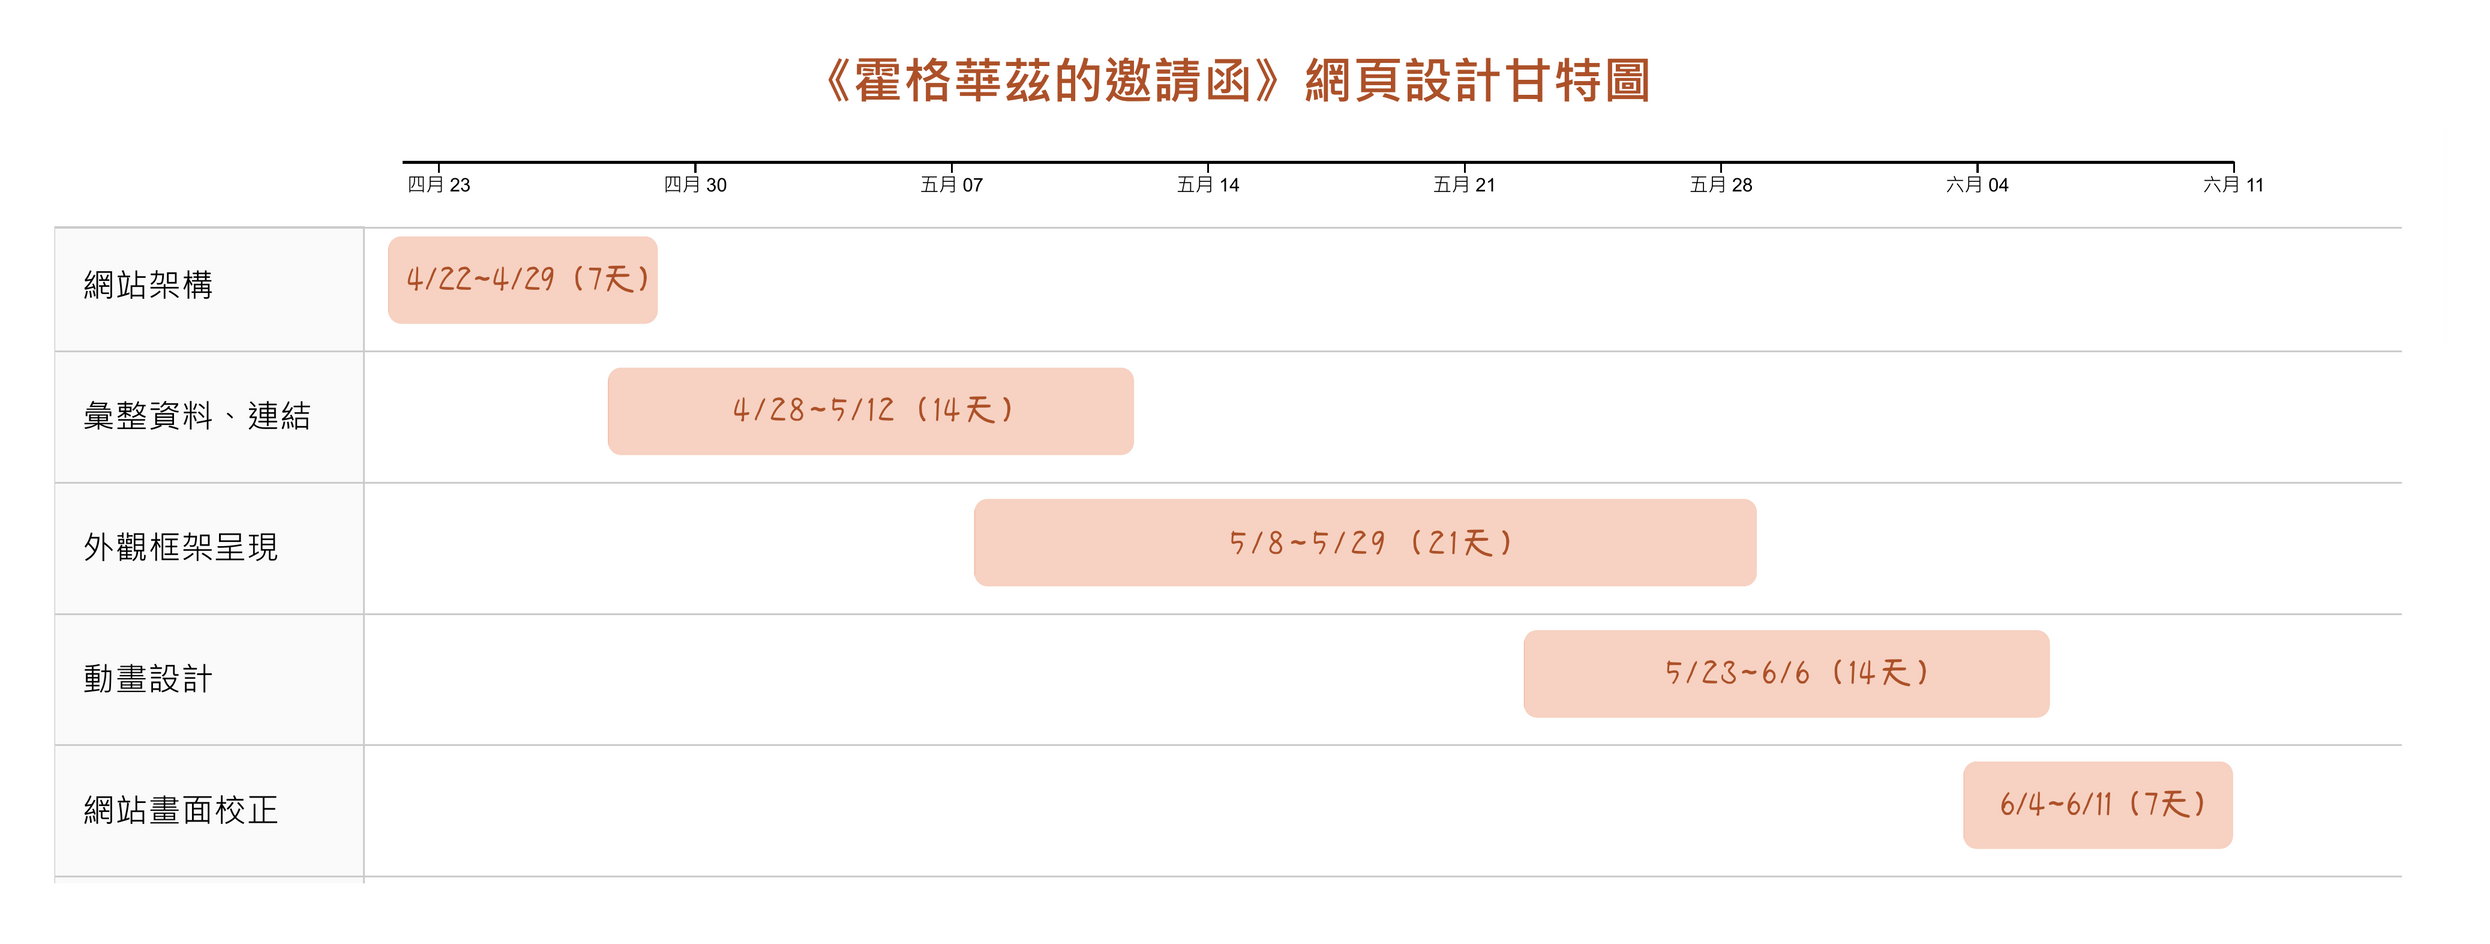 《霍格華茲的邀請函》網頁設計甘特圖
四月 23 四月 30 五月 07 五月 14 五月 21 五月 28 六月 04 六月 11
網站架構 4/22~4/29 (7天)
彙整資料、連結 4/28~5/12 (14天)
外觀框架呈現 5/8~5/29 (21天)
動畫設計 5/23~6/6 (14天)
網站畫面校正 6/4~6/11 (7天)